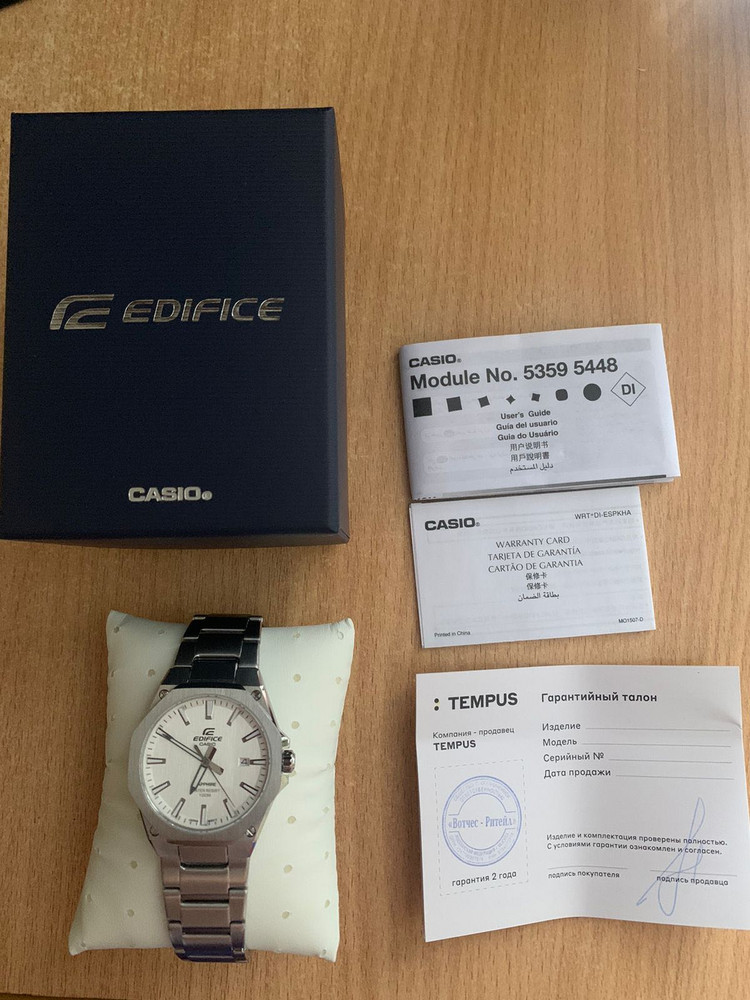 EDIFICE
CASIO
CASIO
Module No. 5359 5448
DI
User's Guide
Guía del usuario
Guia do Usuário
用户说明书
用戶說明書
دليل المستخدم
CASIO
WRT*DI-ESPKHA
WARRANTY CARD
TARJETA DE GARANTÍA
CARTÃO DE GARANTIA
保修卡
保修卡
بطاقة الضمان
Printed in China
MO1507-D
EDIFICE
CASIO
SAPPHIRE
TEMPUS
Гарантийный талон
Компания - продавец
TEMPUS
Изделие
Модель
Серийный №
Дата продажи
«Вотчес - Ритейл»
гарантия 2 года
Изделие и комплектация проверены полностью.
С условиями гарантии ознакомлен и согласен.
подпись покупателя
подпись продавца